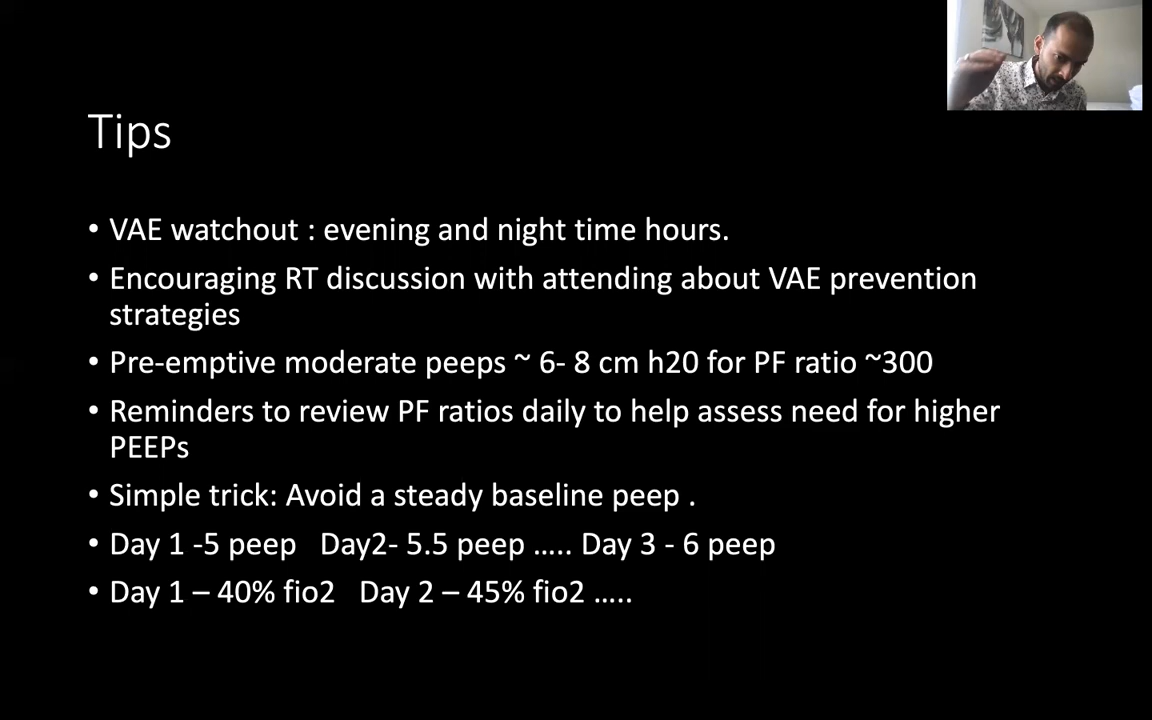 Tips
• VAE watchout : evening and night time hours.
• Encouraging RT discussion with attending about VAE prevention
strategies
• Pre-emptive moderate peeps ~ 6- 8 cm h20 for PF ratio ~300
• Reminders to review PF ratios daily to help assess need for higher
PEEPs
• Simple trick: Avoid a steady baseline peep .
• Day 1 -5 peep   Day2- 5.5 peep ….. Day 3 - 6 peep
• Day 1 – 40% fio2   Day 2 – 45% fio2 …..